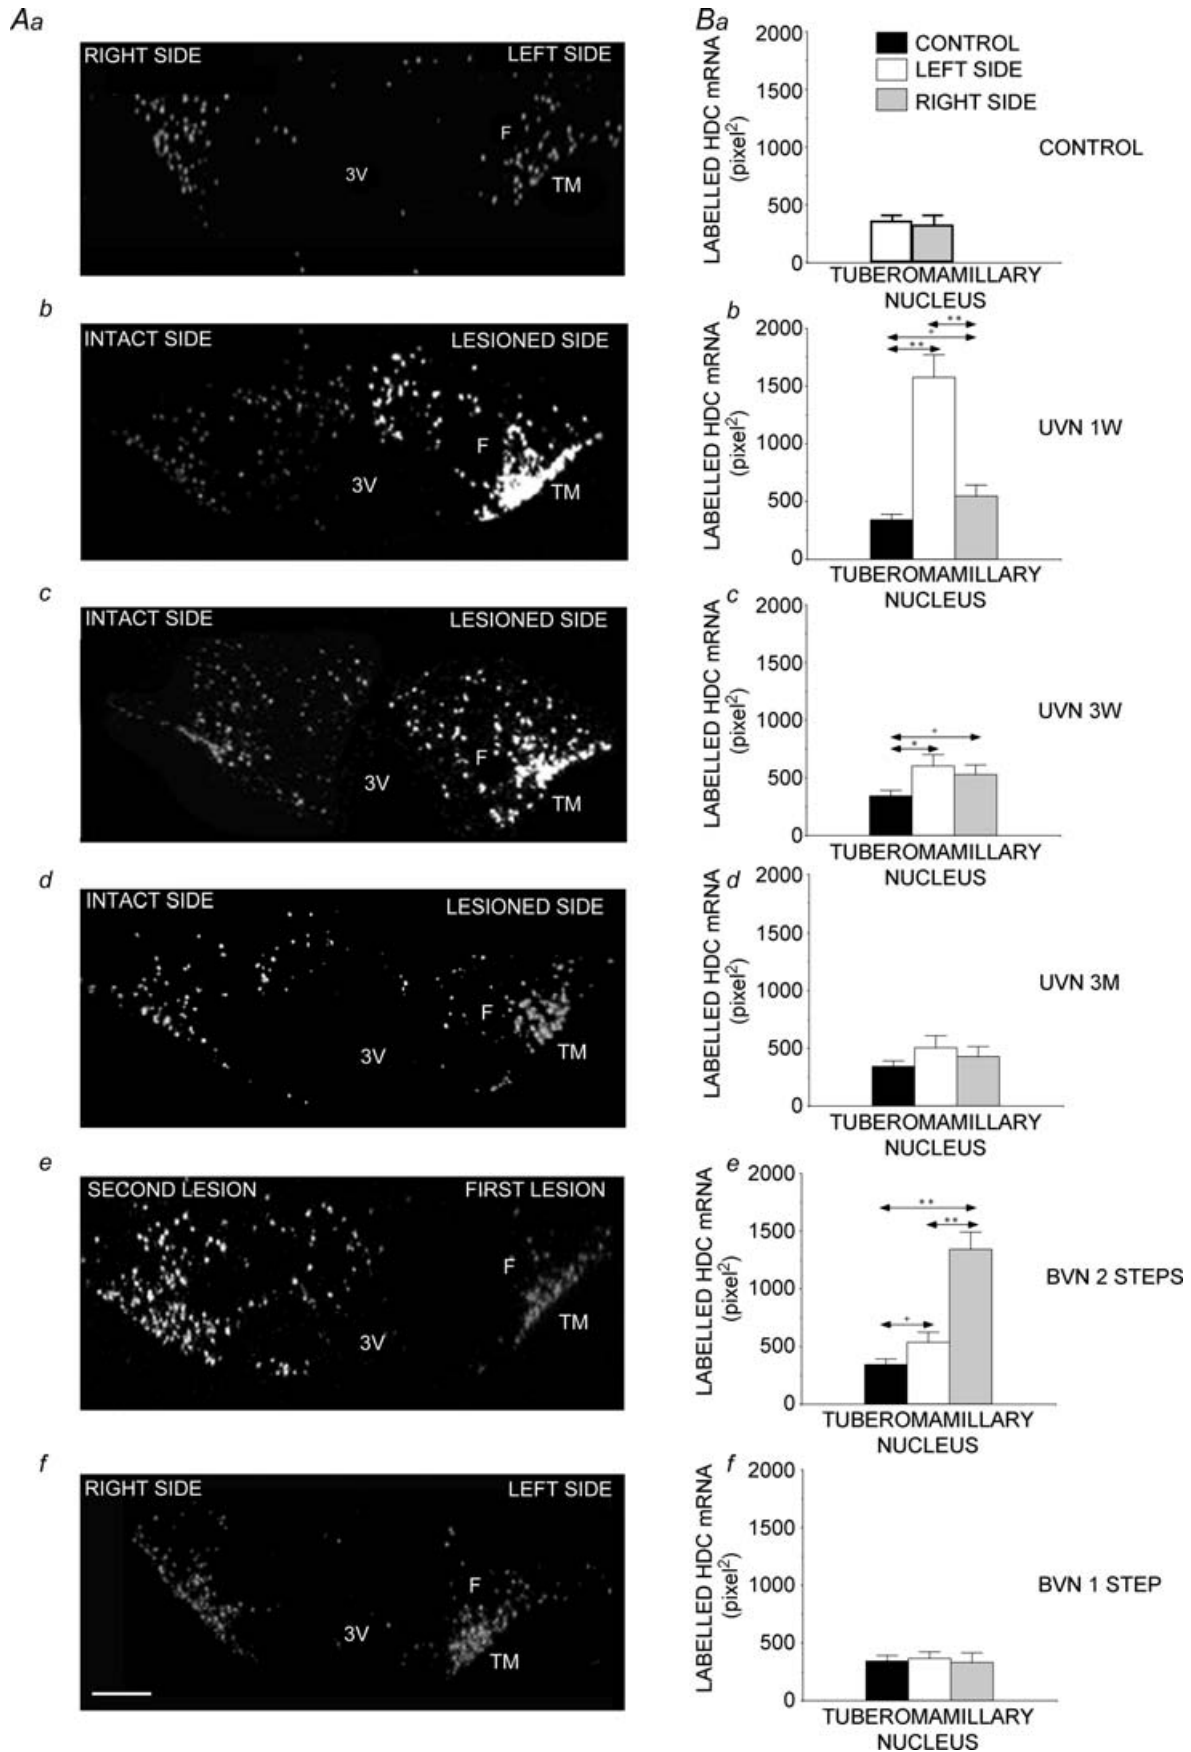 Aa
RIGHT SIDE LEFT SIDE
F
3V
TM
b
INTACT SIDE LESIONED SIDE
F
3V
TM
c
INTACT SIDE LESIONED SIDE
F
3V
TM
d
INTACT SIDE LESIONED SIDE
F
3V
TM
e
SECOND LESION FIRST LESION
F
3V
TM
f
RIGHT SIDE LEFT SIDE
F
3V
TM
Ba
LABELLED HDC mRNA
(pixel²)
2000
1500
1000
500
0
CONTROL
LEFT SIDE
RIGHT SIDE
CONTROL
TUBEROMAMILLARY
NUCLEUS
b
LABELLED HDC mRNA
(pixel²)
2000
1500
1000
500
0
**
*
**
UVN 1W
TUBEROMAMILLARY
NUCLEUS
c
LABELLED HDC mRNA
(pixel²)
2000
1500
1000
500
0
*
*
UVN 3W
TUBEROMAMILLARY
NUCLEUS
d
LABELLED HDC mRNA
(pixel²)
2000
1500
1000
500
0
UVN 3M
TUBEROMAMILLARY
NUCLEUS
e
LABELLED HDC mRNA
(pixel²)
2000
1500
1000
500
0
**
**
*
BVN 2 STEPS
TUBEROMAMILLARY
NUCLEUS
f
LABELLED HDC mRNA
(pixel²)
2000
1500
1000
500
0
BVN 1 STEP
TUBEROMAMILLARY
NUCLEUS